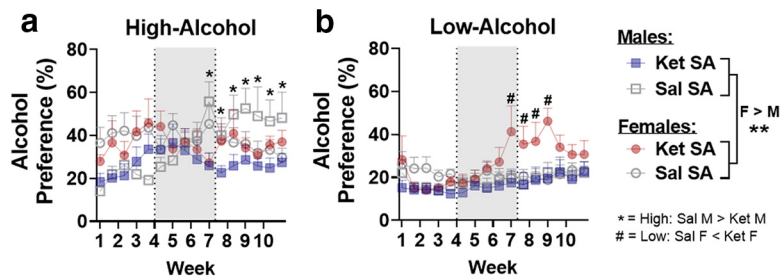 a High-Alcohol
Alcohol
Preference (%)
80
60
40
20
0
1 2 3 4 5 6 7 8 9 10
Week
* * * * * * *
b Low-Alcohol
Alcohol
Preference (%)
80
60
40
20
0
1 2 3 4 5 6 7 8 9 10
Week
# # # #
Males:
Ket SA
Sal SA
Females:
Ket SA
Sal SA
F > M
**
* = High: Sal M > Ket M
# = Low: Sal F < Ket F